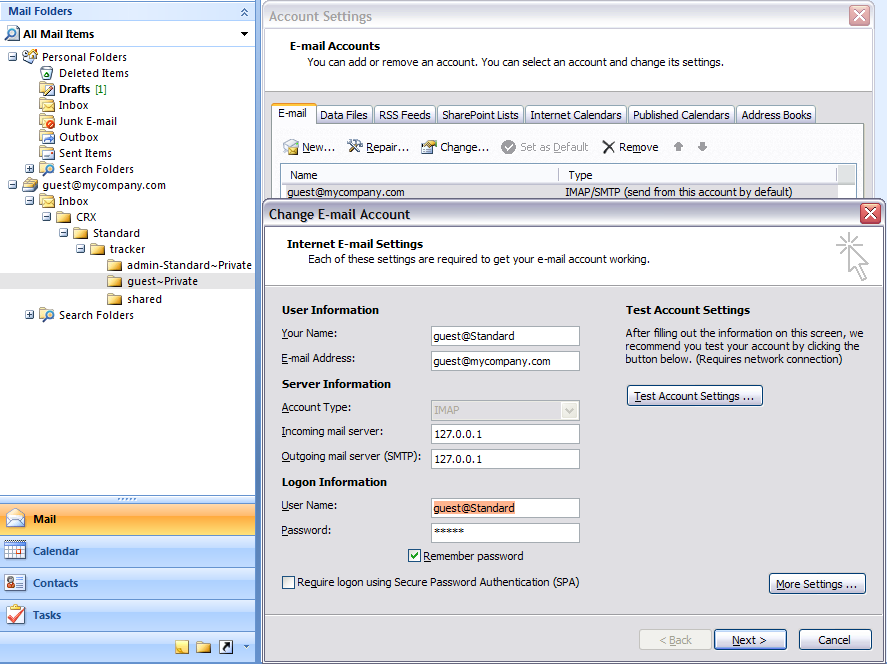 Mail Folders
All Mail Items
Personal Folders
Deleted Items
Drafts [1]
Inbox
Junk E-mail
Outbox
Sent Items
Search Folders
guest@mycompany.com
Inbox
CRX
Standard
tracker
admin-Standard~Private
guest~Private
shared
Search Folders
Mail
Calendar
Contacts
Tasks
Account Settings
E-mail Accounts
You can add or remove an account. You can select an account and change its settings.
E-mail Data Files RSS Feeds SharePoint Lists Internet Calendars Published Calendars Address Books
New... Repair... Change... Set as Default Remove
Name Type
guest@mycompany.com IMAP/SMTP (send from this account by default)
Change E-mail Account
Internet E-mail Settings
Each of these settings are required to get your e-mail account working.
User Information
Your Name: guest@Standard
E-mail Address: guest@mycompany.com
Server Information
Account Type: IMAP
Incoming mail server: 127.0.0.1
Outgoing mail server (SMTP): 127.0.0.1
Logon Information
User Name: guest@Standard
Password: *****
Remember password
Require logon using Secure Password Authentication (SPA)
Test Account Settings
After filling out the information on this screen, we
recommend you test your account by clicking the
button below. (Requires network connection)
Test Account Settings ...
More Settings ...
< Back Next > Cancel